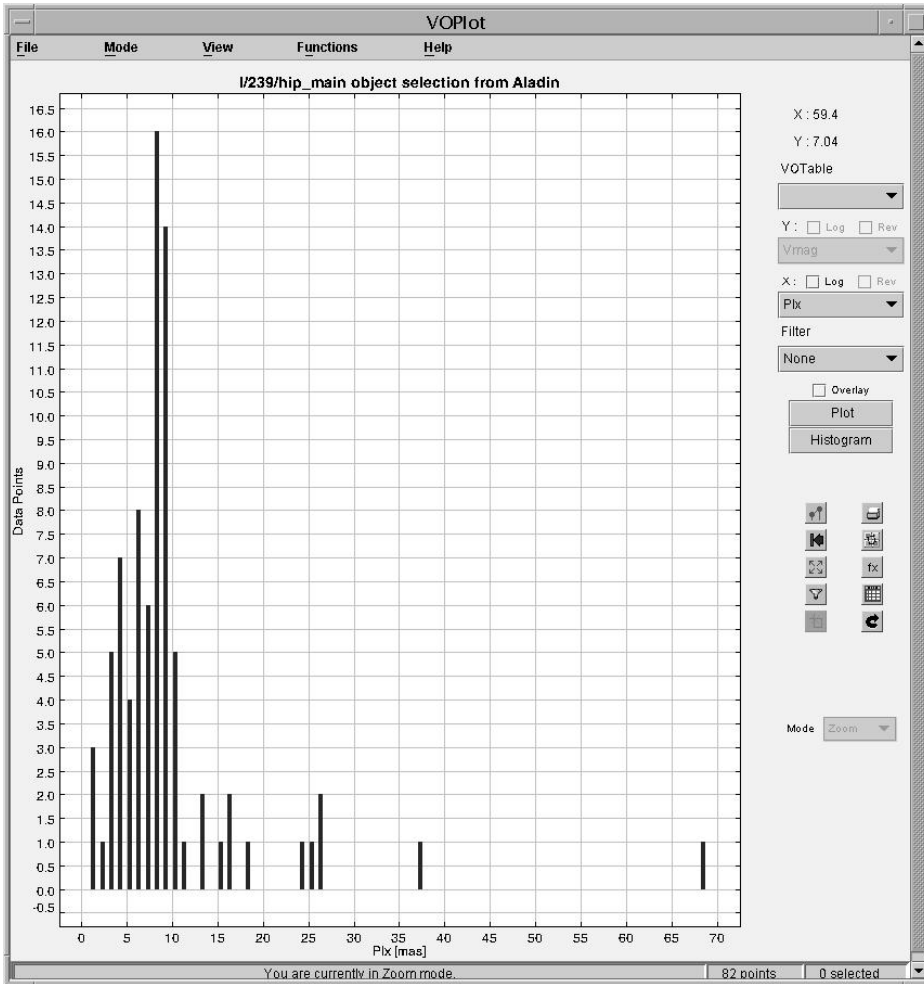 VOPlot
File Mode View Functions Help
I/239/hip_main object selection from Aladin
16.5
16.0
15.5
15.0
14.5
14.0
13.5
13.0
12.5
12.0
11.5
11.0
10.5
10.0
9.5
9.0
8.5
8.0
7.5
7.0
6.5
6.0
5.5
5.0
4.5
4.0
3.5
3.0
2.5
2.0
1.5
1.0
0.5
0.0
-0.5
Data Points
0 5 10 15 20 25 30 35 40 45 50 55 60 65 70
Plx [mas]
X : 59.4
Y : 7.04
VOTable
Y : Log Rev
Vmag
X : Log Rev
Plx
Filter
None
Overlay
Plot
Histogram
fx
Mode Zoom
You are currently in Zoom mode. 82 points 0 selected